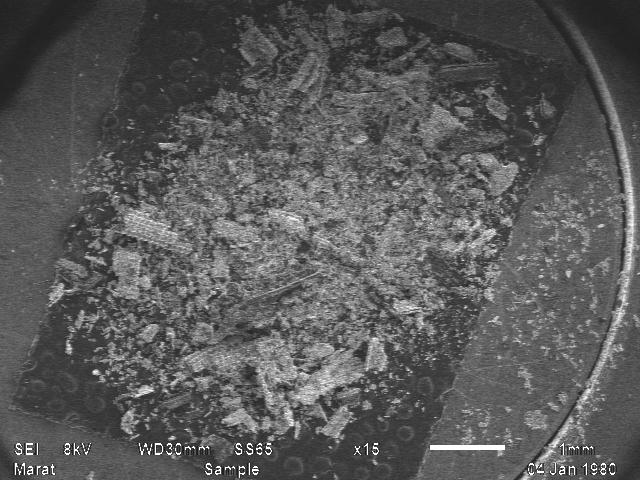 SEI 8kV WD30mm SS65 x15 1mm
Marat Sample 04 Jan 1980